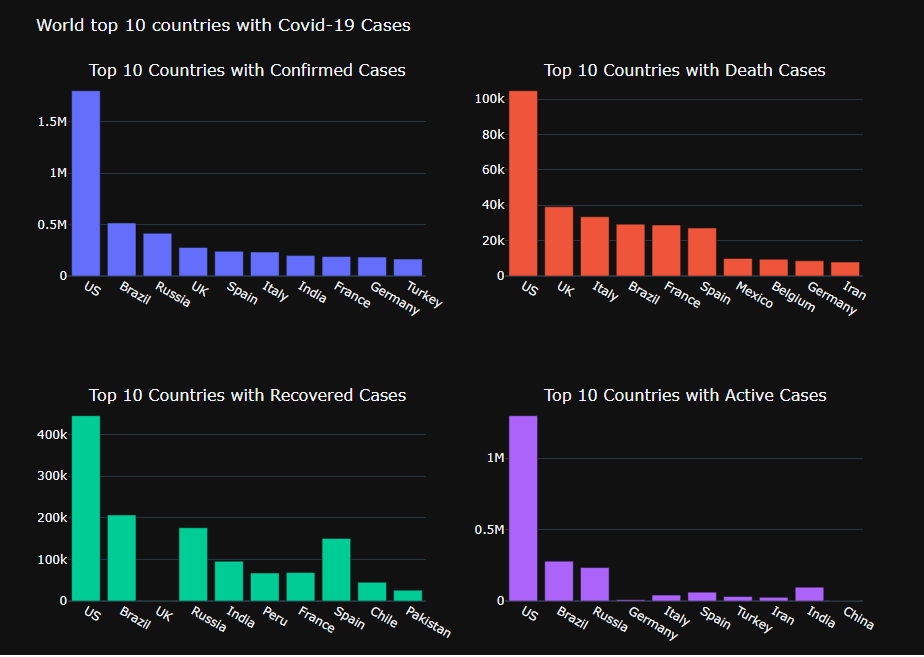 World top 10 countries with Covid-19 Cases
Top 10 Countries with Confirmed Cases
1.5M
1M
0.5M
0
US Brazil Russia UK Spain Italy India France Germany Turkey
Top 10 Countries with Death Cases
100k
80k
60k
40k
20k
0
US UK Italy Brazil France Spain Mexico Belgium Germany Iran
Top 10 Countries with Recovered Cases
400k
300k
200k
100k
0
US Brazil UK Russia India Peru France Spain Chile Pakistan
Top 10 Countries with Active Cases
1M
0.5M
0
US Brazil Russia Germany Italy Spain Turkey Iran India China